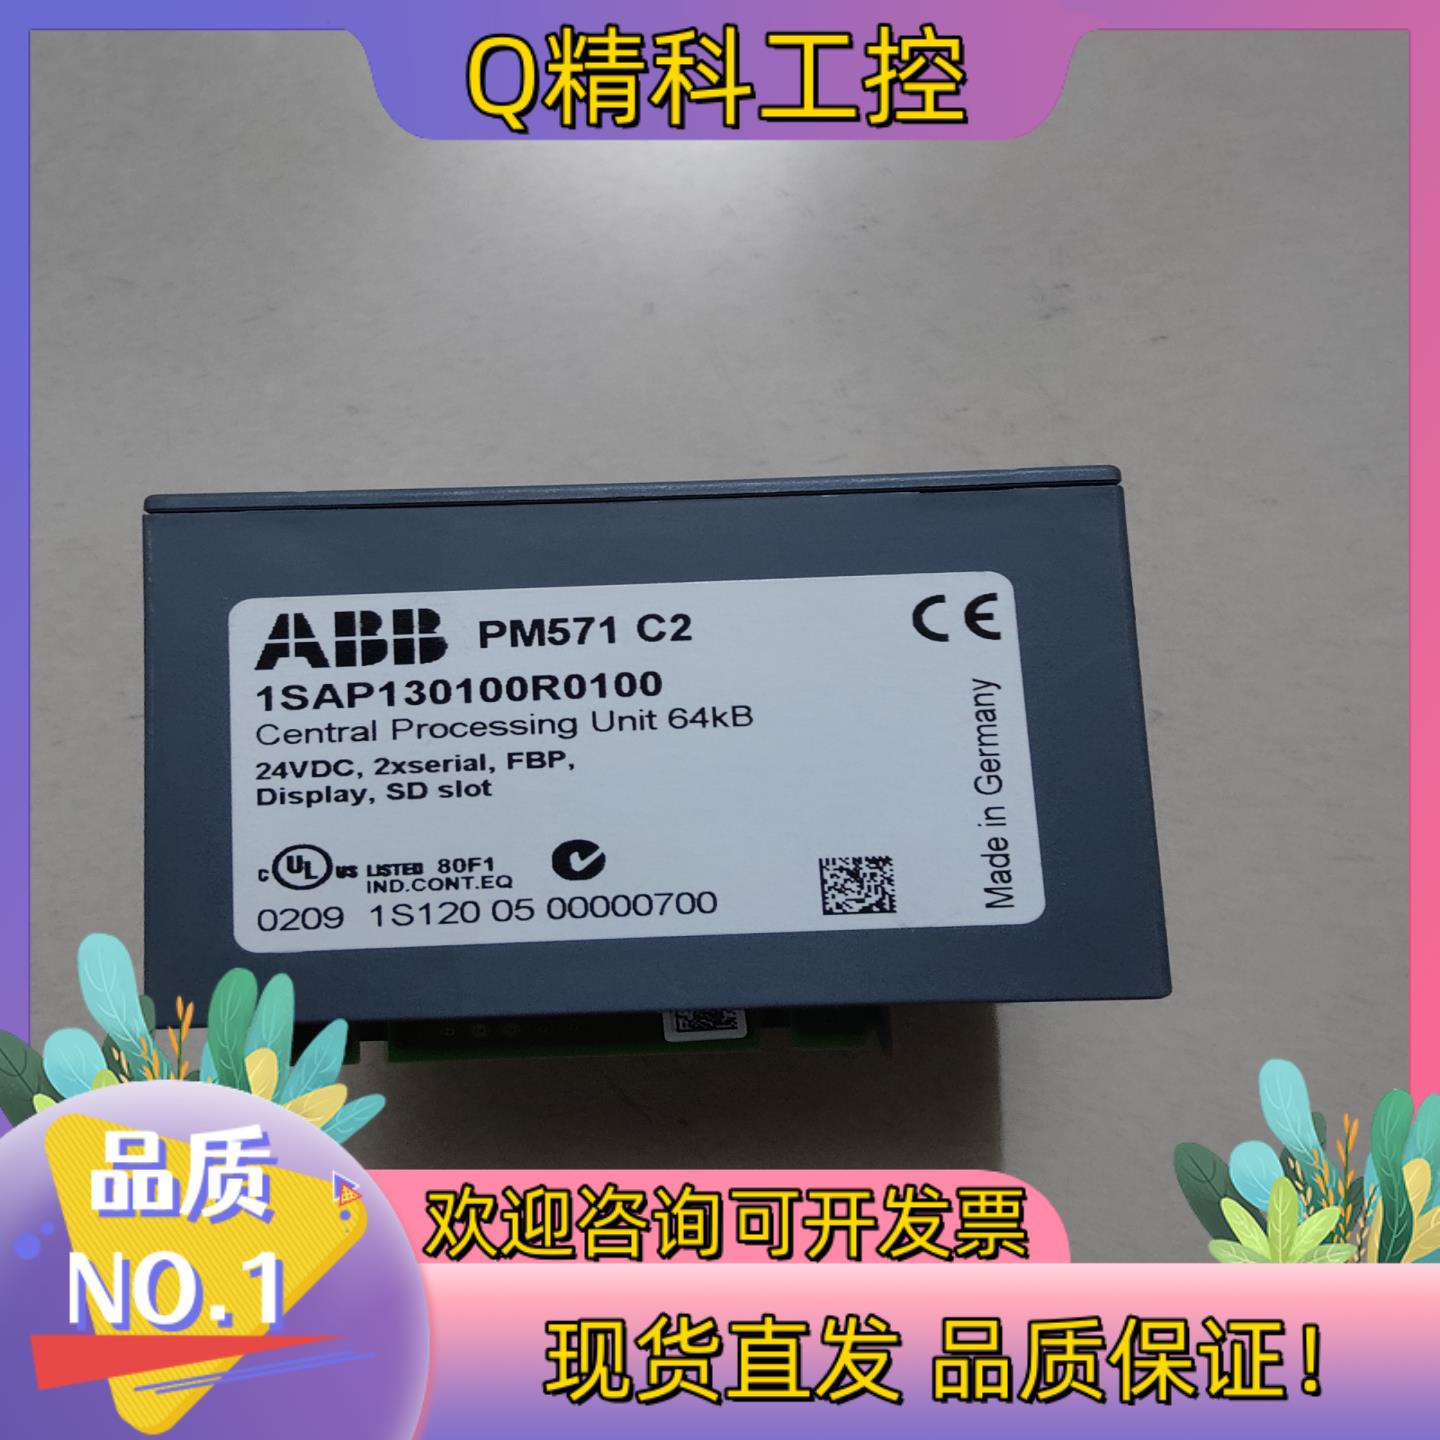 Q精科工控
ABB PM571 C2
1SAP130100R0100
Central Processing Unit 64kB
24VDC, 2xserial, FBP,
Display, SD slot
C UL US LISTED 80F1
IND.CONT.EQ
0209 1S120 05 00000700
CE
Made in Germany
品质
NO.1
欢迎咨询可开发票
现货直发 品质保证!